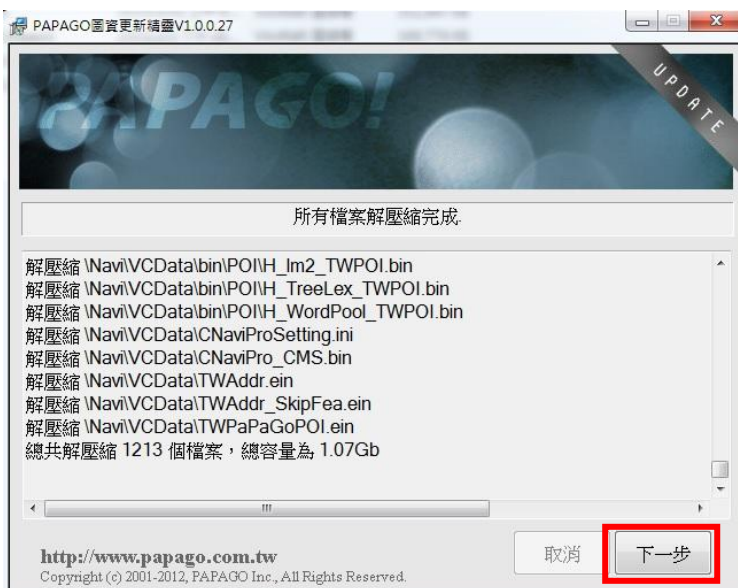 PAPAGO圖資更新精靈V1.0.0.27
PAPAGO!
UPDATE
所有檔案解壓縮完成.
解壓縮 \Navi\VCData\bin\POI\H_Im2_TWPOI.bin
解壓縮 \Navi\VCData\bin\POI\H_TreeLex_TWPOI.bin
解壓縮 \Navi\VCData\bin\POI\H_WordPool_TWPOI.bin
解壓縮 \Navi\VCData\CNaviProSetting.ini
解壓縮 \Navi\VCData\CNaviPro_CMS.bin
解壓縮 \Navi\VCData\TWAddr.ein
解壓縮 \Navi\VCData\TWAddr_SkipFea.ein
解壓縮 \Navi\VCData\TWPaPaGoPOI.ein
總共解壓縮 1213 個檔案，總容量為 1.07Gb
取消
下一步
http://www.papago.com.tw
Copyright (c) 2001-2012, PAPAGO Inc., All Rights Reserved.